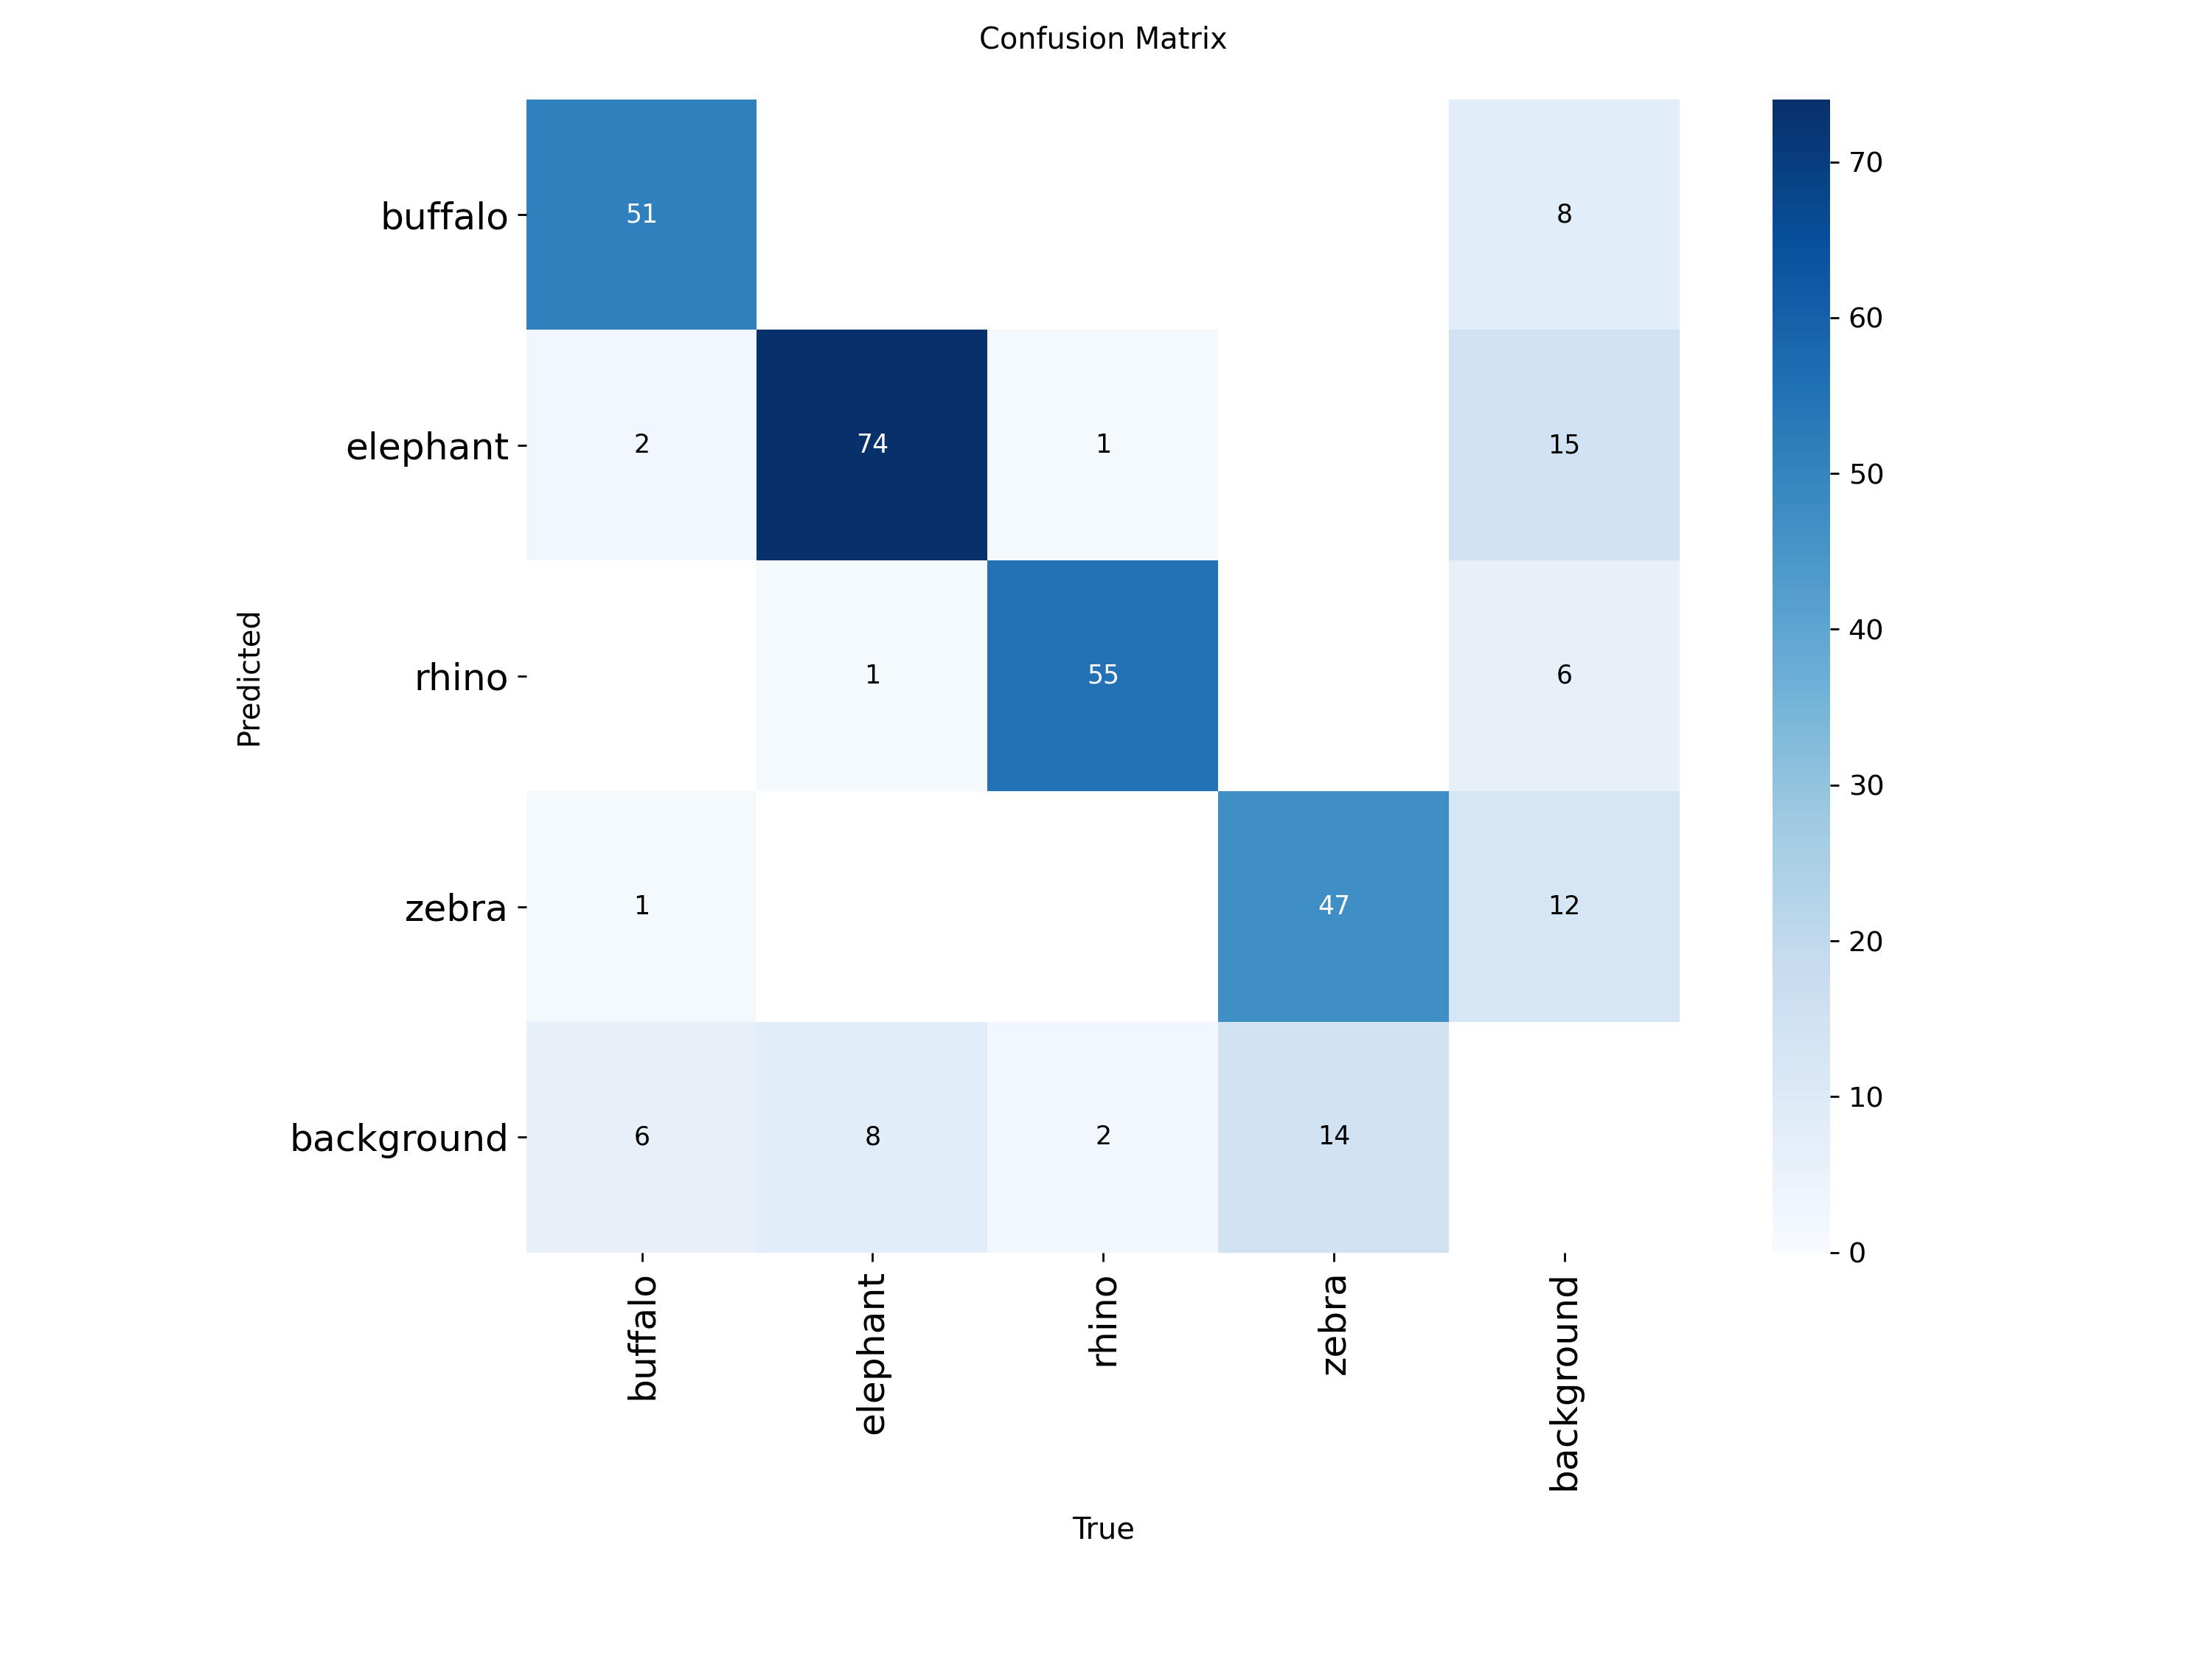 Confusion Matrix
buffalo 51 8
elephant 2 74 1 15
rhino 1 55 6
zebra 1 47 12
background 6 8 2 14
Predicted
buffalo elephant rhino zebra background
True
70
60
50
40
30
20
10
0